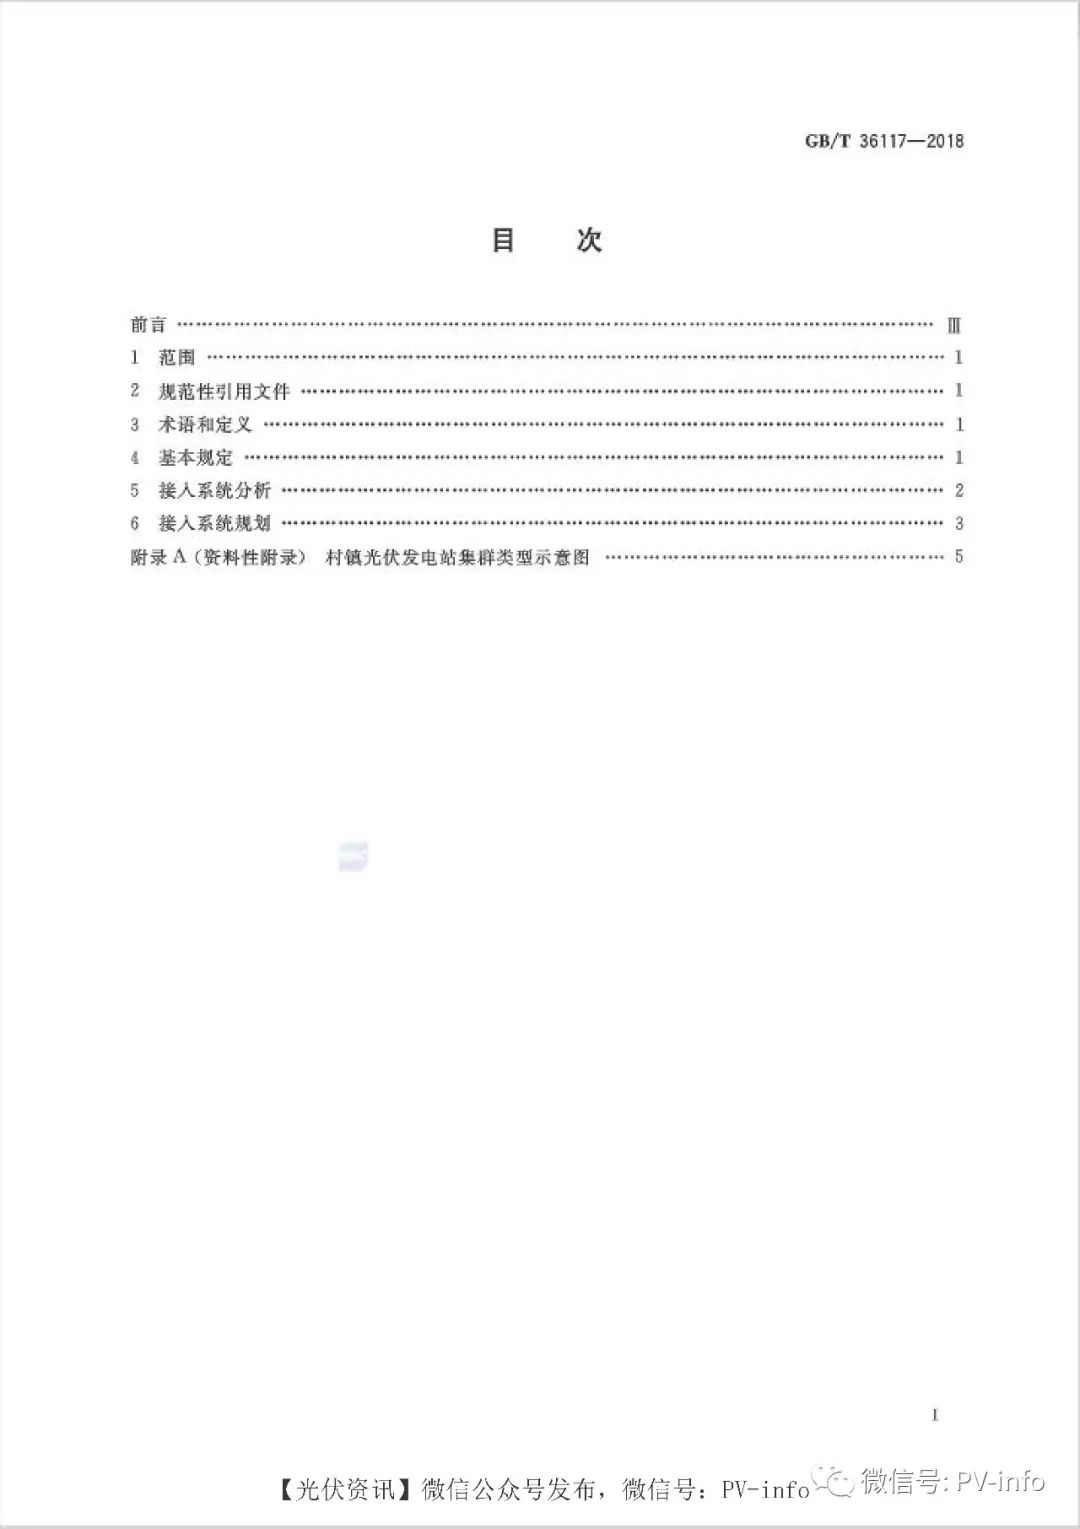 GB/T 36117—2018
目 次
前言 …………………………………………………………………………………………… Ⅲ
1 范围 ………………………………………………………………………………………… 1
2 规范性引用文件 …………………………………………………………………………… 1
3 术语和定义 ………………………………………………………………………………… 1
4 基本规定 …………………………………………………………………………………… 1
5 接入系统分析 ……………………………………………………………………………… 2
6 接入系统规划 ……………………………………………………………………………… 3
附录 A(资料性附录) 村镇光伏发电站集群类型示意图 ………………………………… 5
I
【光伏资讯】微信公众号发布，微信号：PV-info
微信号: PV-info